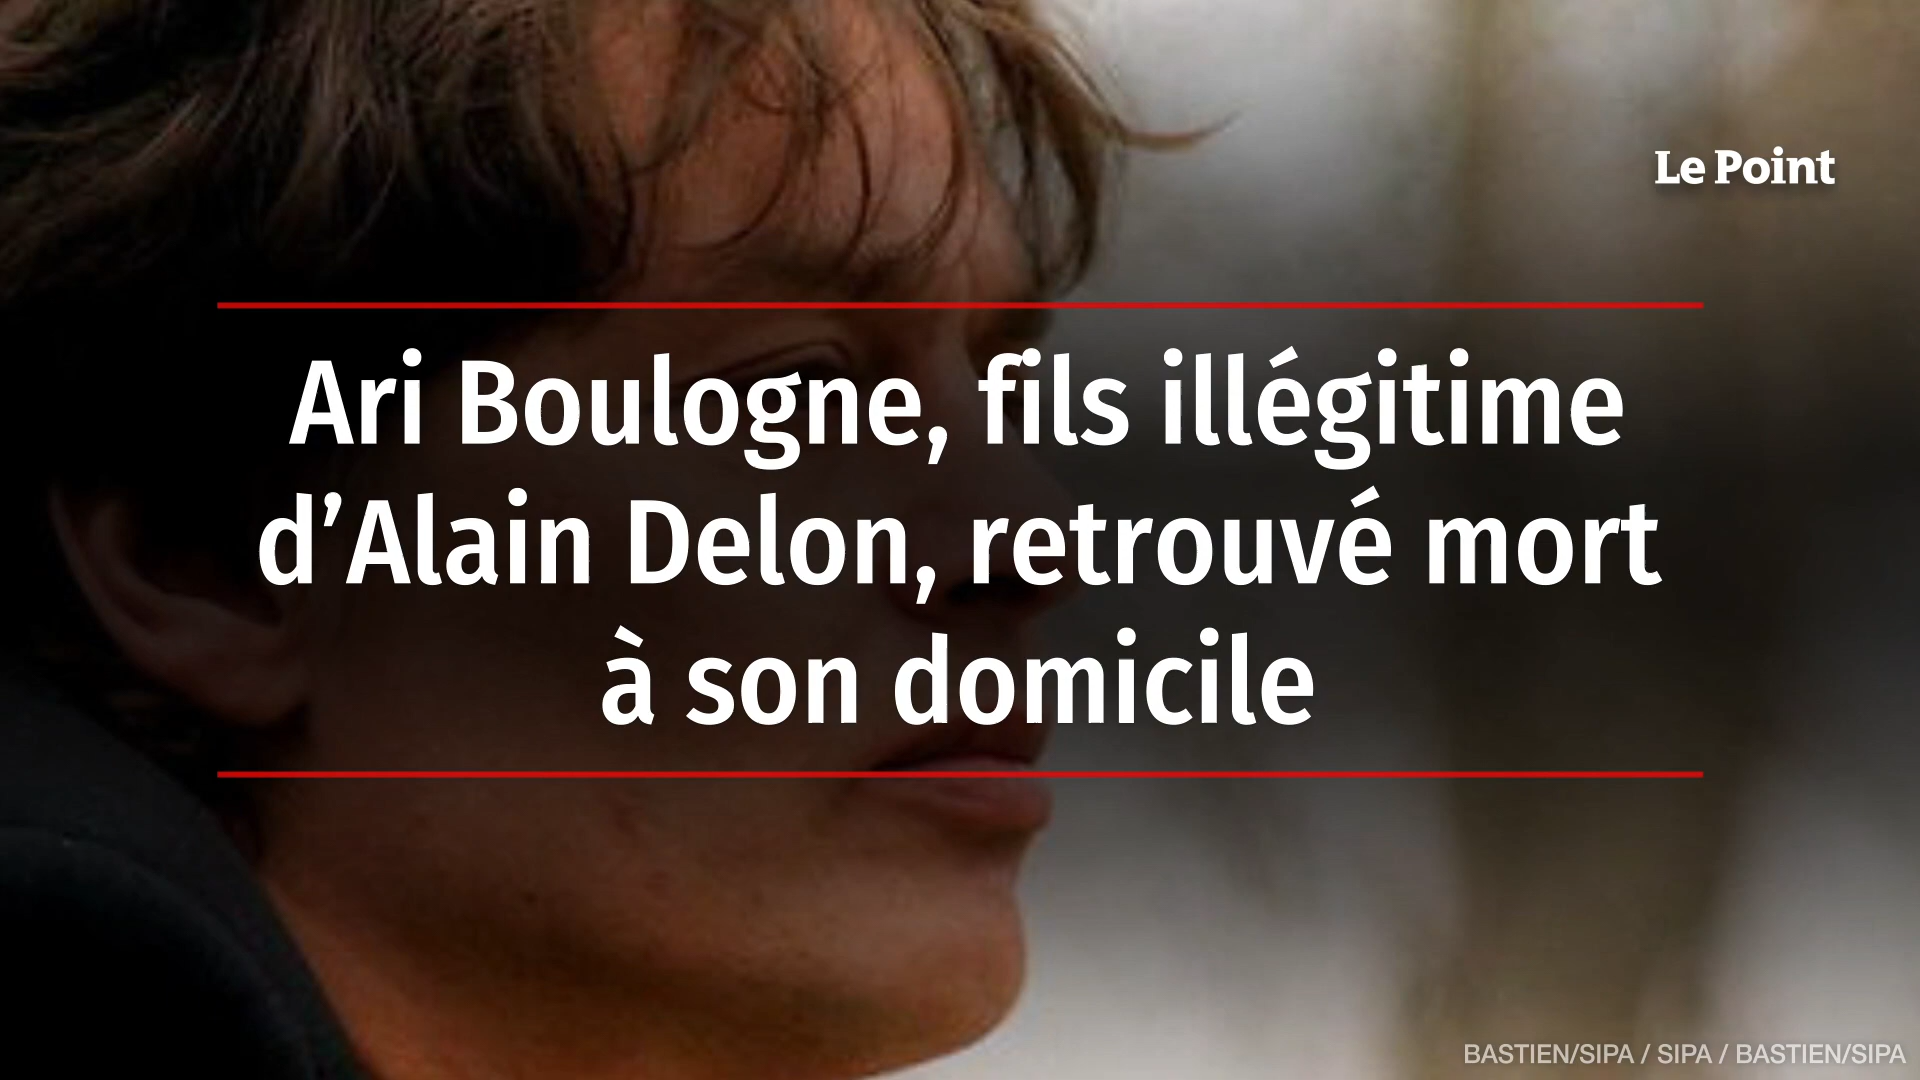 Le Point
Ari Boulogne, fils illégitime
d’Alain Delon, retrouvé mort
à son domicile
BASTIEN/SIPA / SIPA / BASTIEN/SIPA